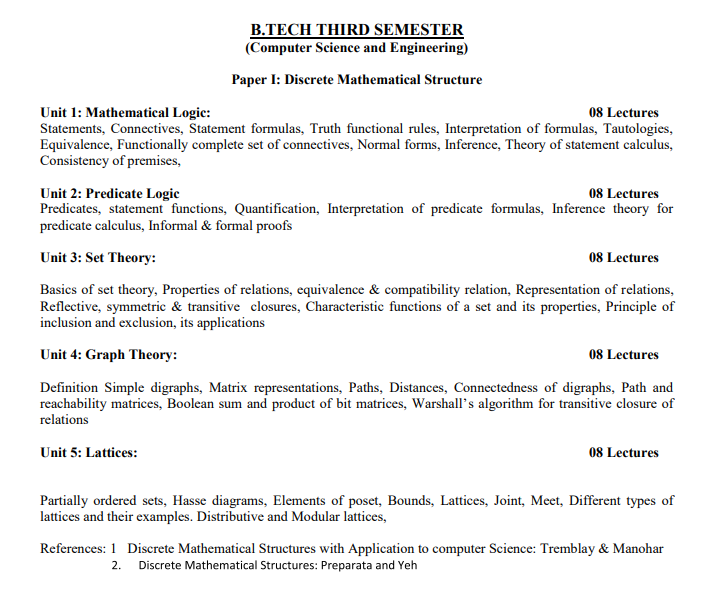 B.TECH THIRD SEMESTER
(Computer Science and Engineering)
Paper I: Discrete Mathematical Structure
Unit 1: Mathematical Logic: 08 Lectures
Statements, Connectives, Statement formulas, Truth functional rules, Interpretation of formulas, Tautologies,
Equivalence, Functionally complete set of connectives, Normal forms, Inference, Theory of statement calculus,
Consistency of premises,
Unit 2: Predicate Logic 08 Lectures
Predicates, statement functions, Quantification, Interpretation of predicate formulas, Inference theory for
predicate calculus, Informal & formal proofs
Unit 3: Set Theory: 08 Lectures
Basics of set theory, Properties of relations, equivalence & compatibility relation, Representation of relations,
Reflective, symmetric & transitive closures, Characteristic functions of a set and its properties, Principle of
inclusion and exclusion, its applications
Unit 4: Graph Theory: 08 Lectures
Definition Simple digraphs, Matrix representations, Paths, Distances, Connectedness of digraphs, Path and
reachability matrices, Boolean sum and product of bit matrices, Warshall's algorithm for transitive closure of
relations
Unit 5: Lattices: 08 Lectures
Partially ordered sets, Hasse diagrams, Elements of poset, Bounds, Lattices, Joint, Meet, Different types of
lattices and their examples. Distributive and Modular lattices,
References: 1 Discrete Mathematical Structures with Application to computer Science: Tremblay & Manohar
2. Discrete Mathematical Structures: Preparata and Yeh